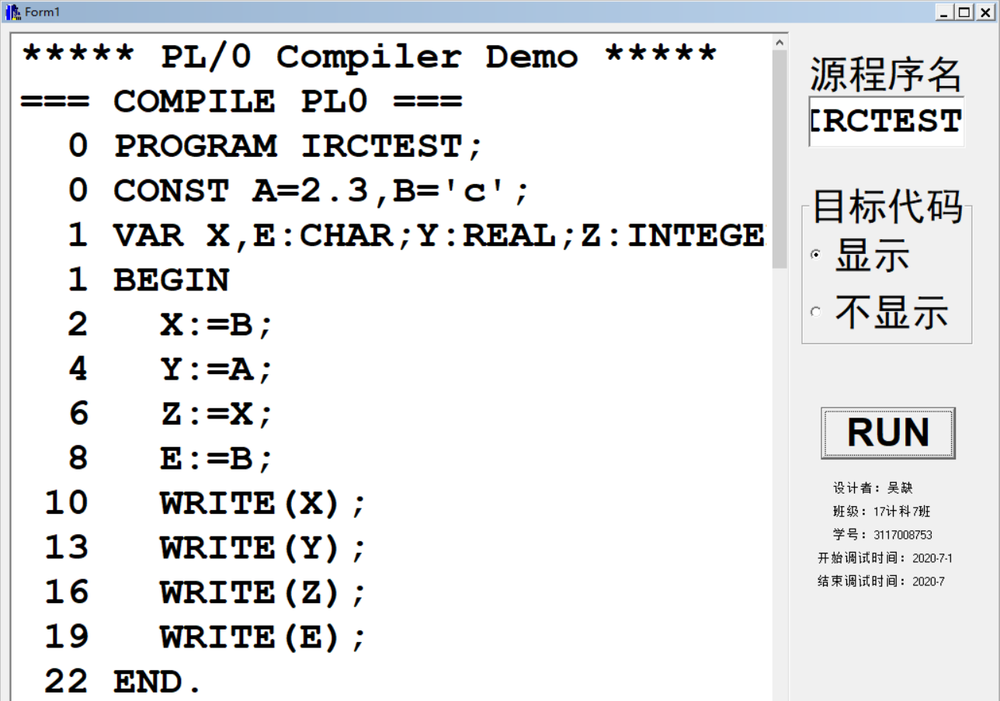 Form1
***** PL/0 Compiler Demo *****
=== COMPILE PL0 ===
0 PROGRAM IRCTEST;
0 CONST A=2.3,B='c';
1 VAR X,E:CHAR;Y:REAL;Z:INTEGE
1 BEGIN
2 X:=B;
4 Y:=A;
6 Z:=X;
8 E:=B;
10 WRITE(X);
13 WRITE(Y);
16 WRITE(Z);
19 WRITE(E);
22 END.
源程序名
IRCTEST
目标代码
显示
不显示
RUN
设计者：吴缺
班级：17计科7班
学号：3117008753
开始调试时间：2020-7-1
结束调试时间：2020-7